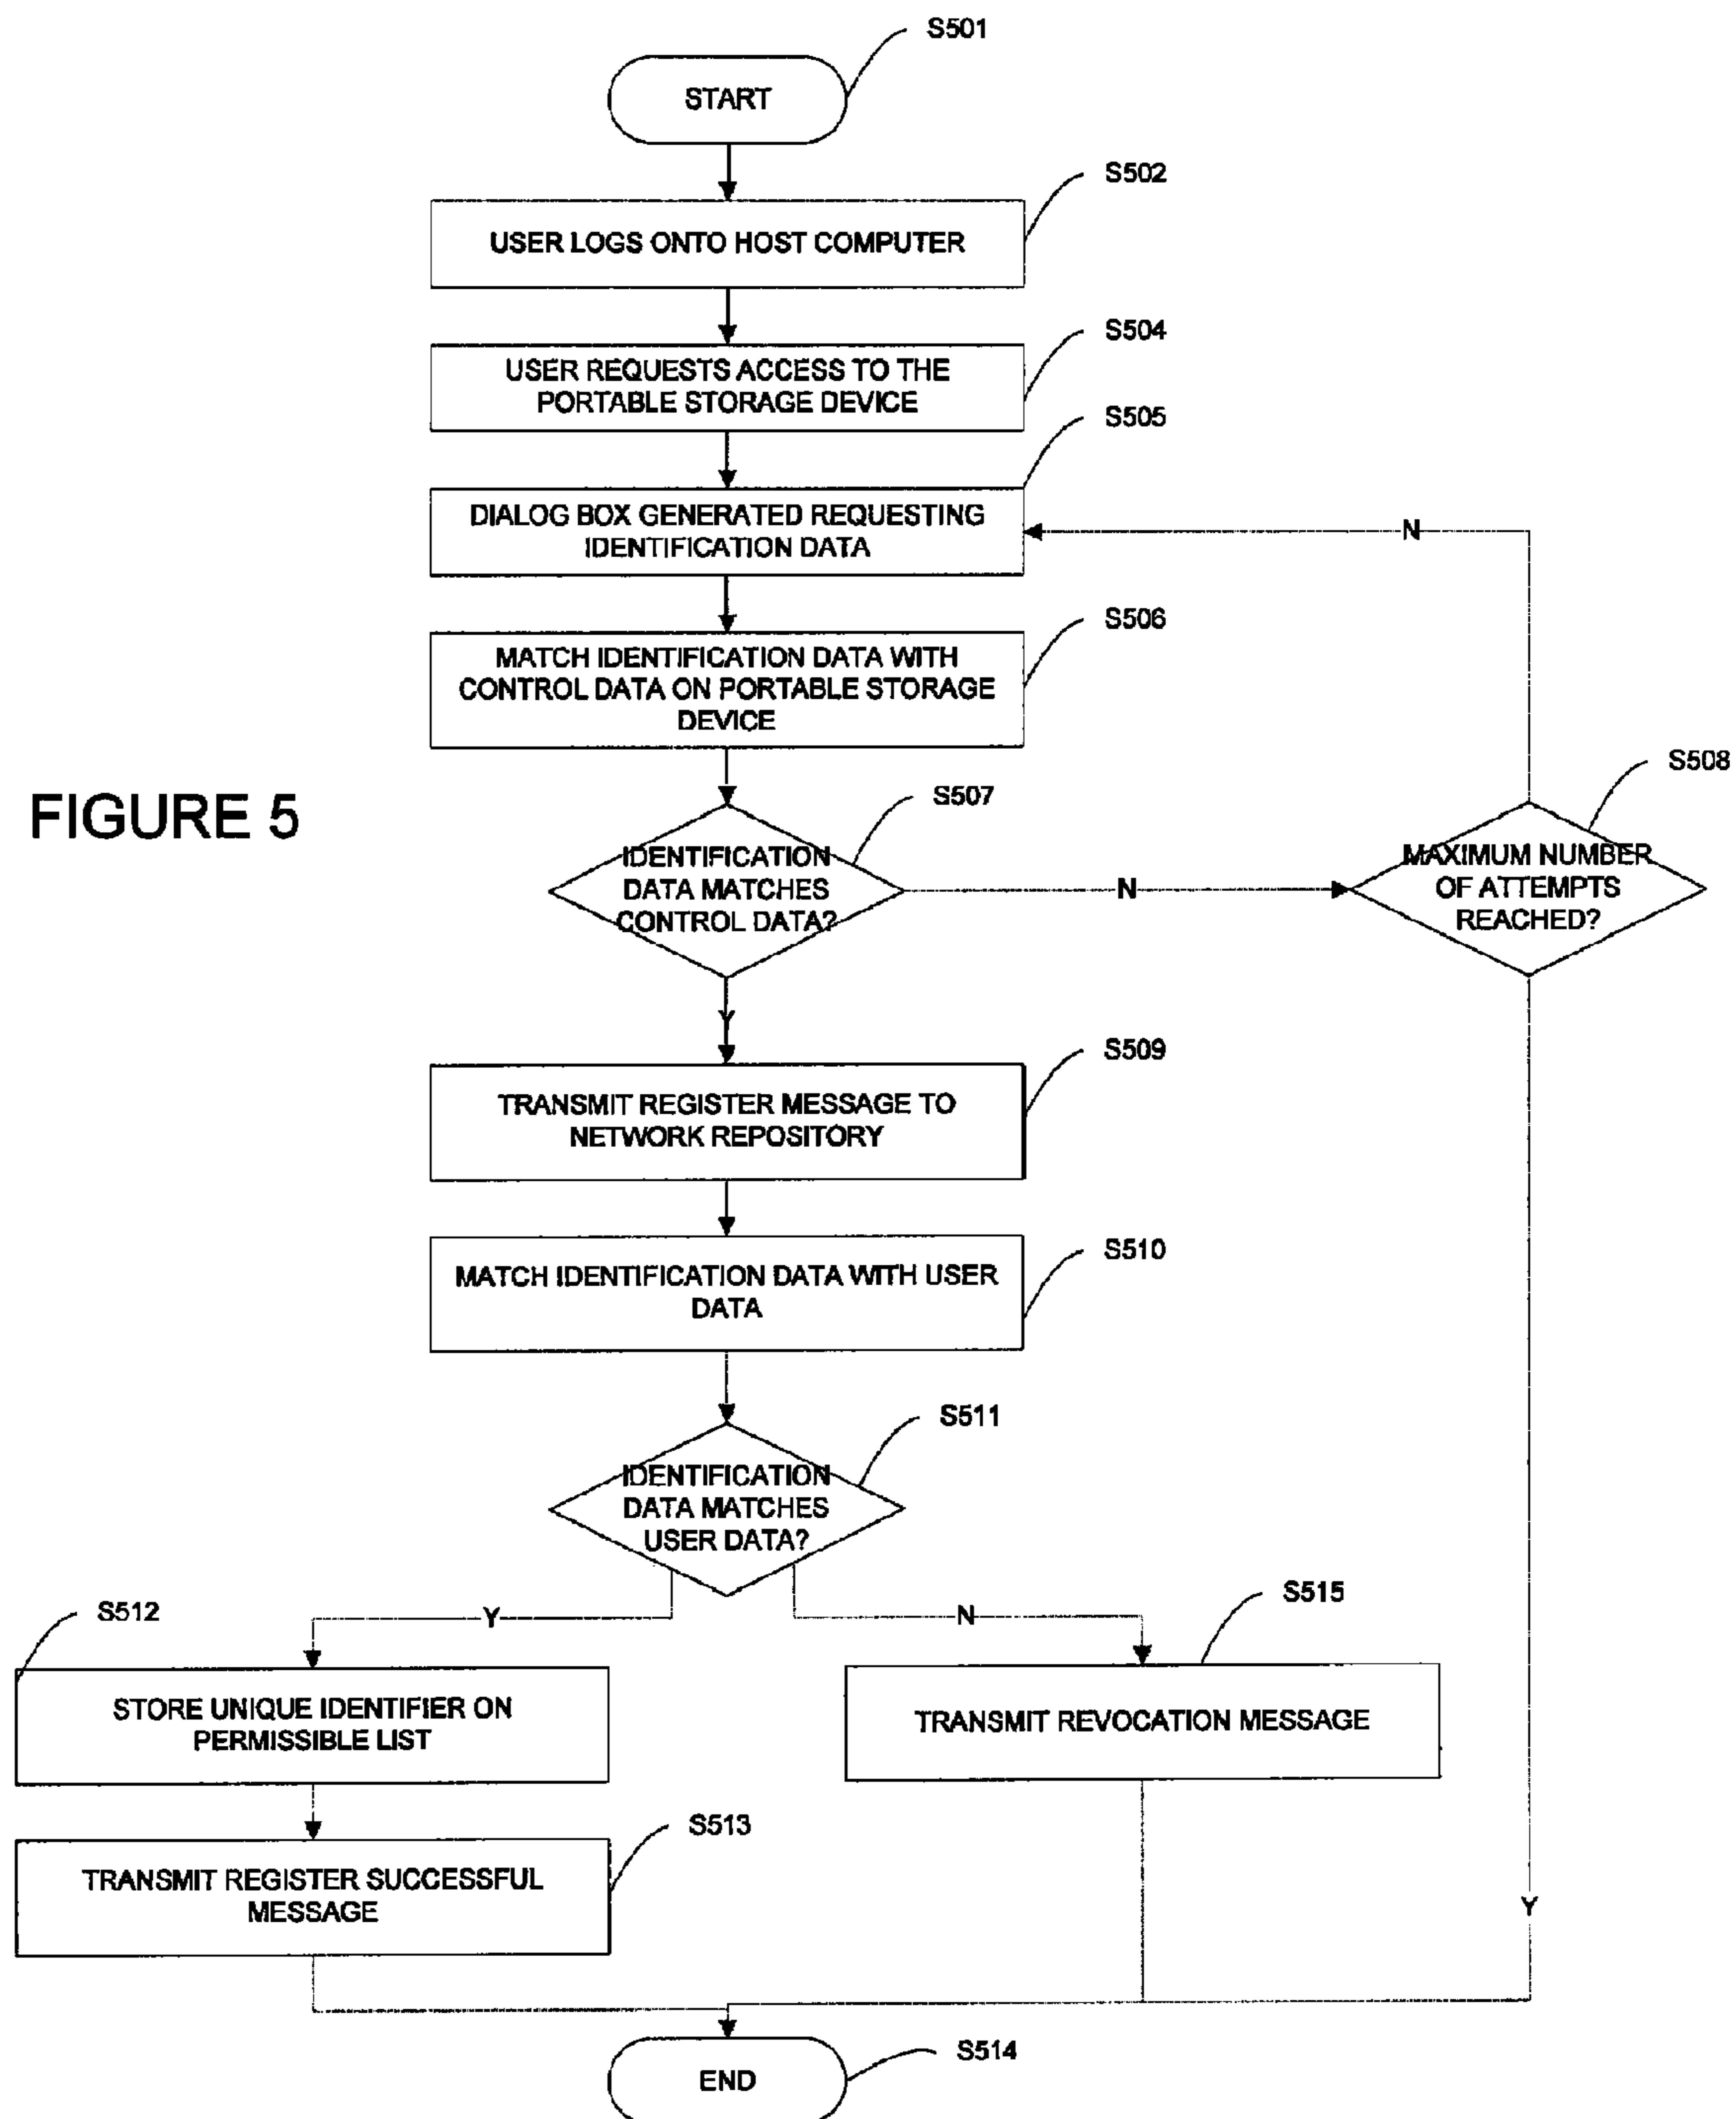 S501
START
S502
USER LOGS ONTO HOST COMPUTER
S504
USER REQUESTS ACCESS TO THE
PORTABLE STORAGE DEVICE
S505
DIALOG BOX GENERATED REQUESTING
IDENTIFICATION DATA
N
S506
MATCH IDENTIFICATION DATA WITH
CONTROL DATA ON PORTABLE STORAGE
DEVICE
FIGURE 5
S507
IDENTIFICATION
DATA MATCHES
CONTROL DATA?
N
S508
MAXIMUM NUMBER
OF ATTEMPTS
REACHED?
Y
S509
TRANSMIT REGISTER MESSAGE TO
NETWORK REPOSITORY
S510
MATCH IDENTIFICATION DATA WITH USER
DATA
S511
IDENTIFICATION
DATA MATCHES
USER DATA?
Y
N
S512
STORE UNIQUE IDENTIFIER ON
PERMISSIBLE LIST
S515
TRANSMIT REVOCATION MESSAGE
S513
TRANSMIT REGISTER SUCCESSFUL
MESSAGE
Y
S514
END